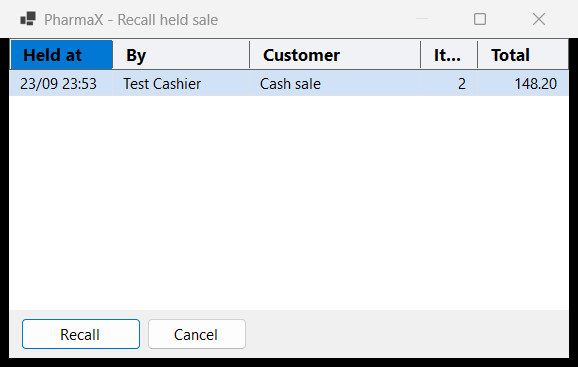 PharmaX - Recall held sale
Held at By Customer It... Total
23/09 23:53 Test Cashier Cash sale 2 148.20
Recall Cancel